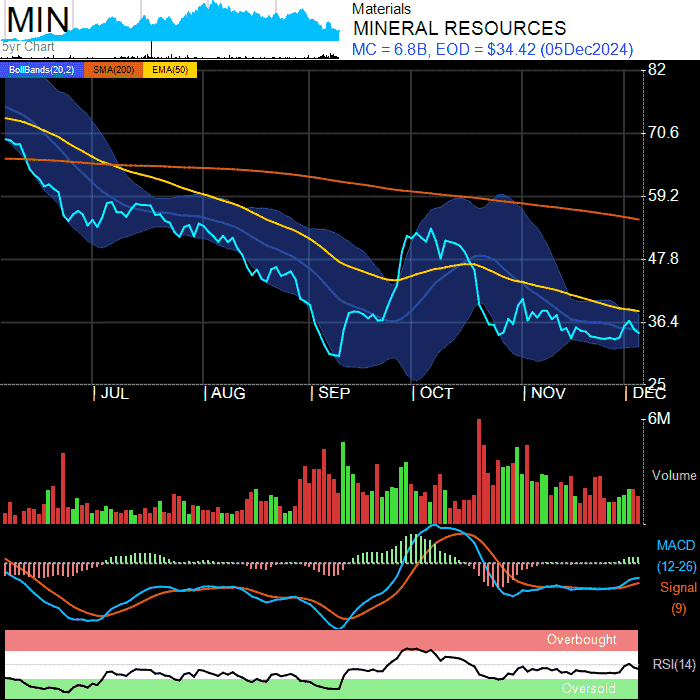 MIN
5yr Chart
Materials
MINERAL RESOURCES
MC = 6.8B, EOD = $34.42 (05Dec2024)
BollBands(20,2) SMA(200) EMA(50)
82
70.6
59.2
47.8
36.4
25
| JUL | AUG | SEP | OCT | NOV | DEC
6M
Volume
MACD
(12-26)
Signal
(9)
Overbought
RSI(14)
Oversold